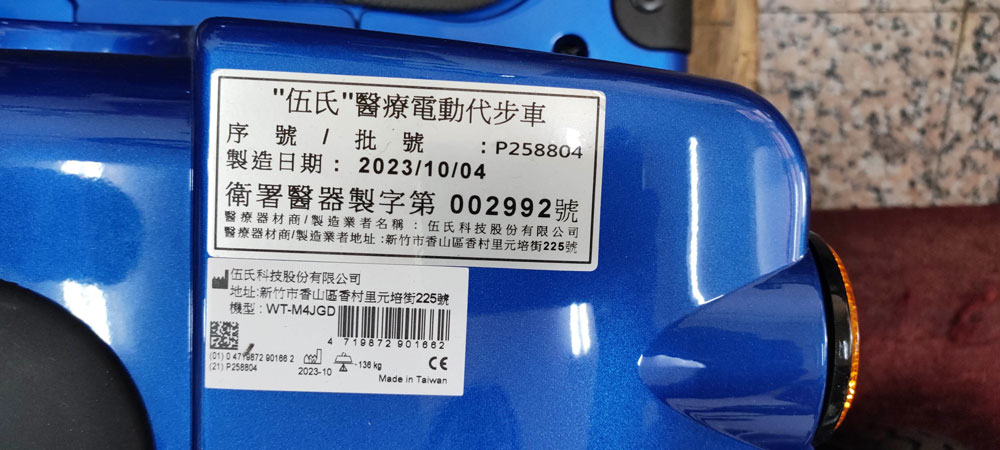 "伍氏"醫療電動代步車
序號/批號:P258804
製造日期:2023/10/04
衛署醫器製字第 002992號
醫療器材商/製造業者名稱:伍氏科技股份有限公司
醫療器材商/製造業者地址:新竹市香山區香村里元培街225號
伍氏科技股份有限公司
地址:新竹市香山區香村里元培街225號
機型:WT-M4JGD
4 719872 901662
(01) 0 4719872 90166 2
(21) P258804
2023-10
-136 kg
CE
Made in Taiwan